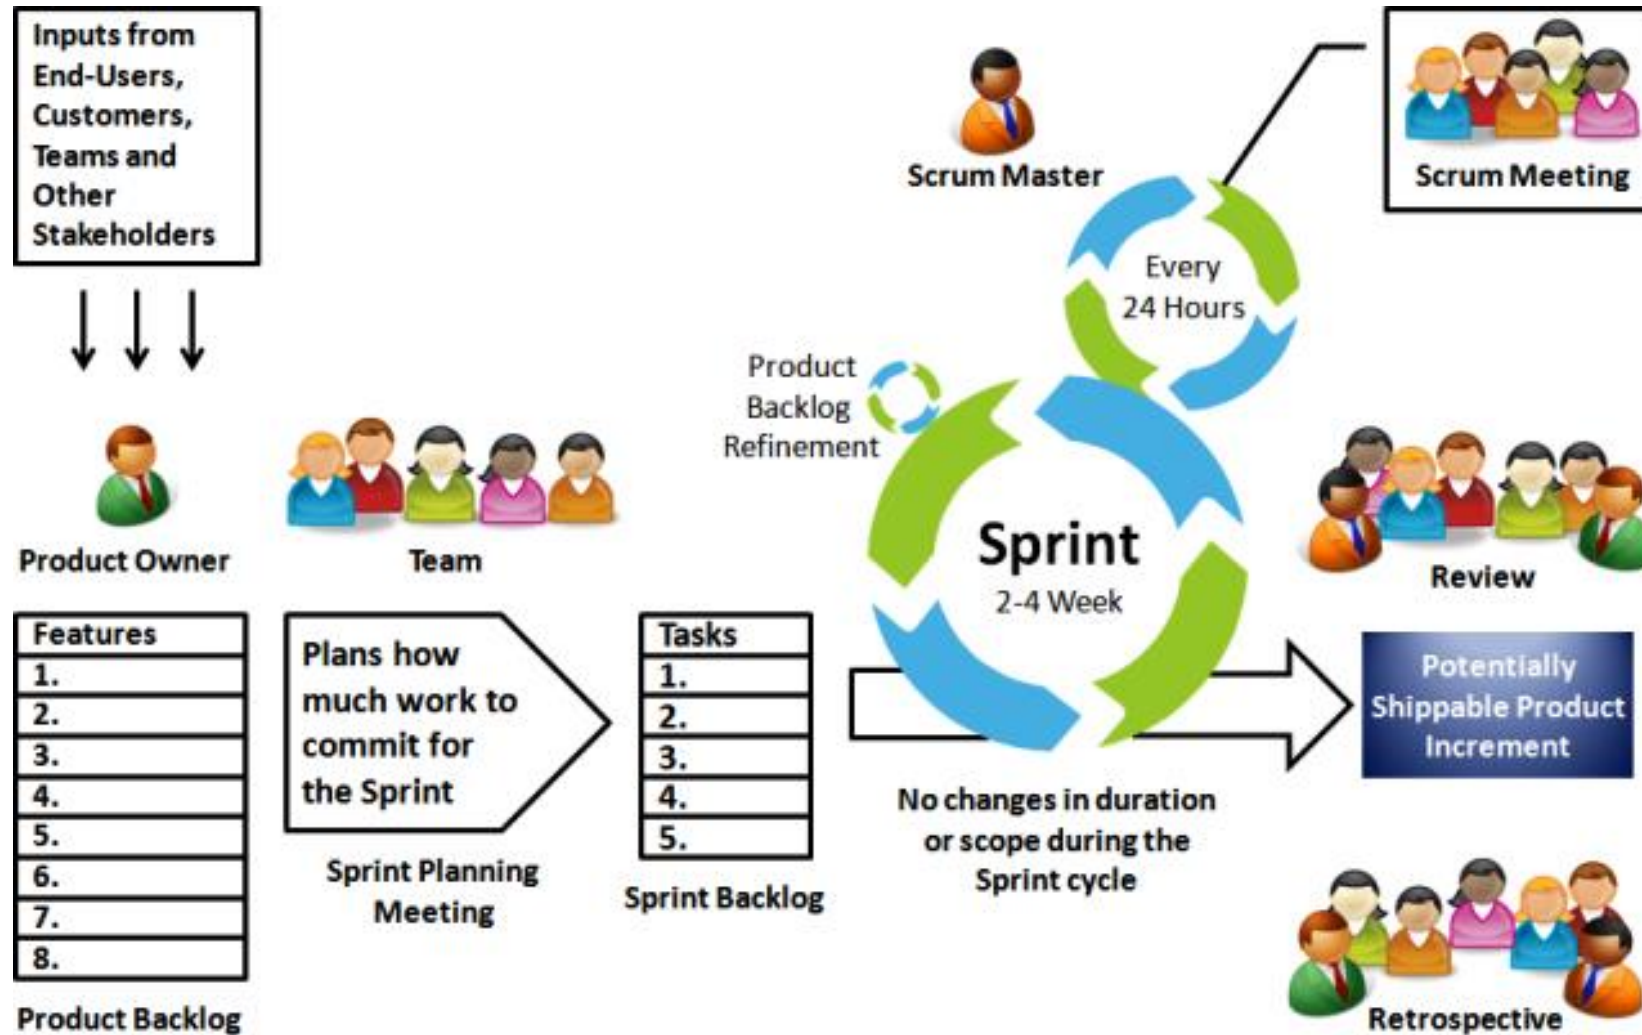 Inputs from
End-Users,
Customers,
Teams and
Other
Stakeholders
Product Owner
Team
Features
1.
2.
3.
4.
5.
6.
7.
8.
Product Backlog
Plans how
much work to
commit for
the Sprint
Sprint Planning
Meeting
Tasks
1.
2.
3.
4.
5.
Sprint Backlog
Scrum Master
Product
Backlog
Refinement
Every
24 Hours
Scrum Meeting
Sprint
2-4 Week
No changes in duration
or scope during the
Sprint cycle
Review
Potentially
Shippable Product
Increment
Retrospective